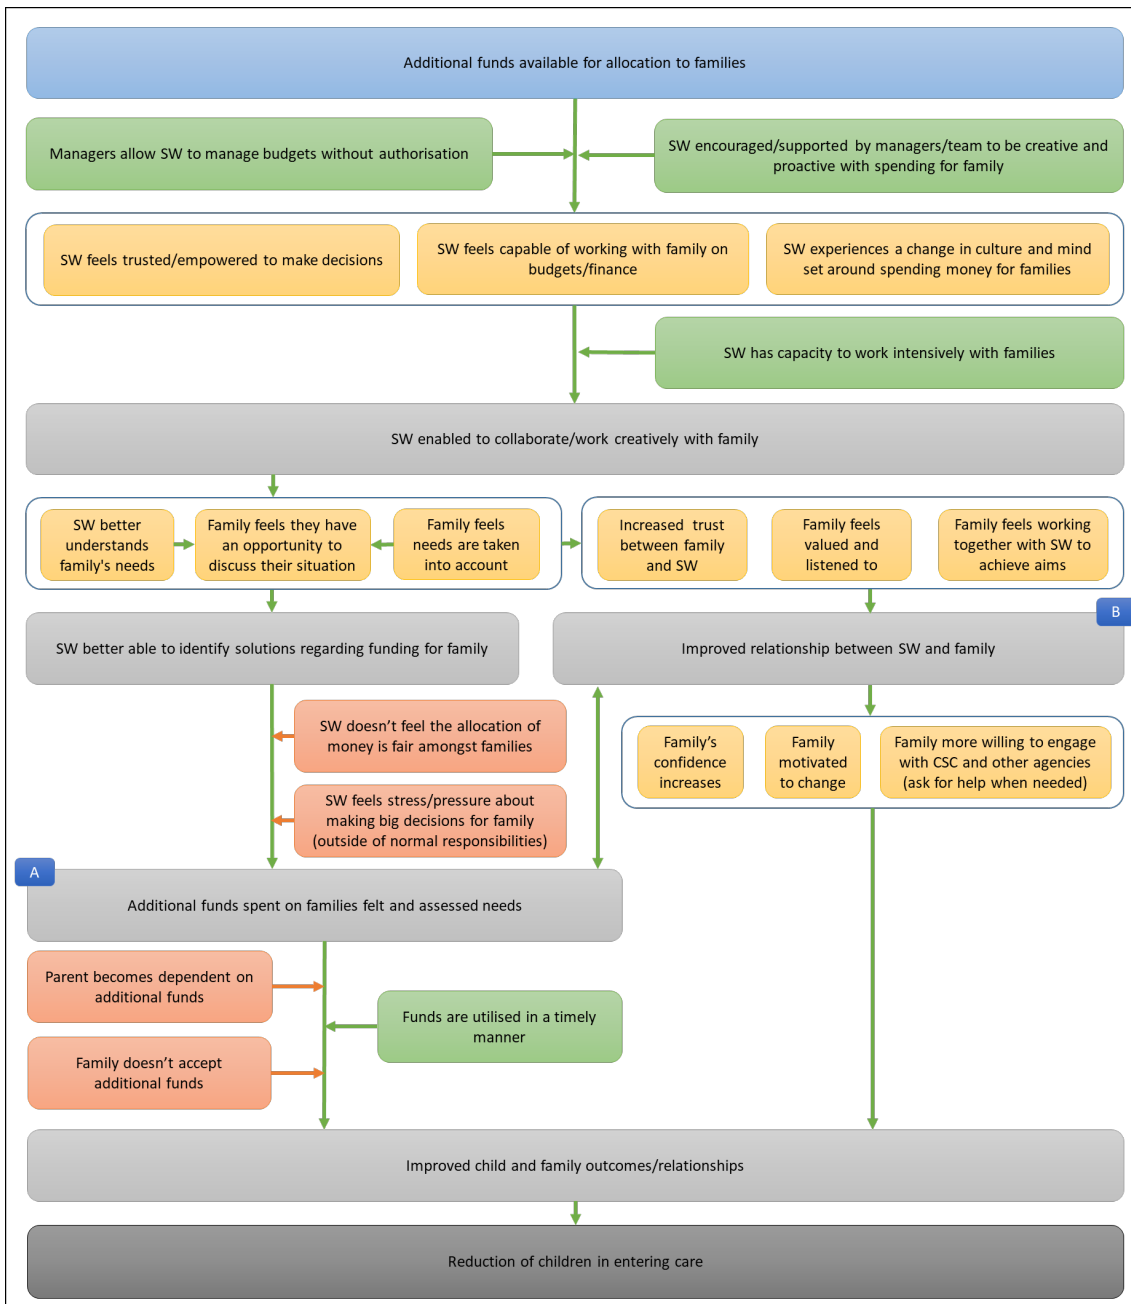 Additional funds available for allocation to families
Managers allow SW to manage budgets without authorisation
SW encouraged/supported by managers/team to be creative and
proactive with spending for family
SW feels trusted/empowered to make decisions
SW feels capable of working with family on
budgets/finance
SW experiences a change in culture and mind
set around spending money for families
SW has capacity to work intensively with families
SW enabled to collaborate/work creatively with family
SW better
understands
family's needs
Family feels they have
an opportunity to
discuss their situation
Family feels
needs are taken
into account
Increased trust
between family
and SW
Family feels
valued and
listened to
Family feels working
together with SW to
achieve aims
SW better able to identify solutions regarding funding for family
B
Improved relationship between SW and family
SW doesn’t feel the allocation of
money is fair amongst families
SW feels stress/pressure about
making big decisions for family
(outside of normal responsibilities)
Family’s
confidence
increases
Family
motivated
to change
Family more willing to engage
with CSC and other agencies
(ask for help when needed)
A
Additional funds spent on families felt and assessed needs
Parent becomes dependent on
additional funds
Funds are utilised in a timely
manner
Family doesn’t accept
additional funds
Improved child and family outcomes/relationships
Reduction of children in entering care